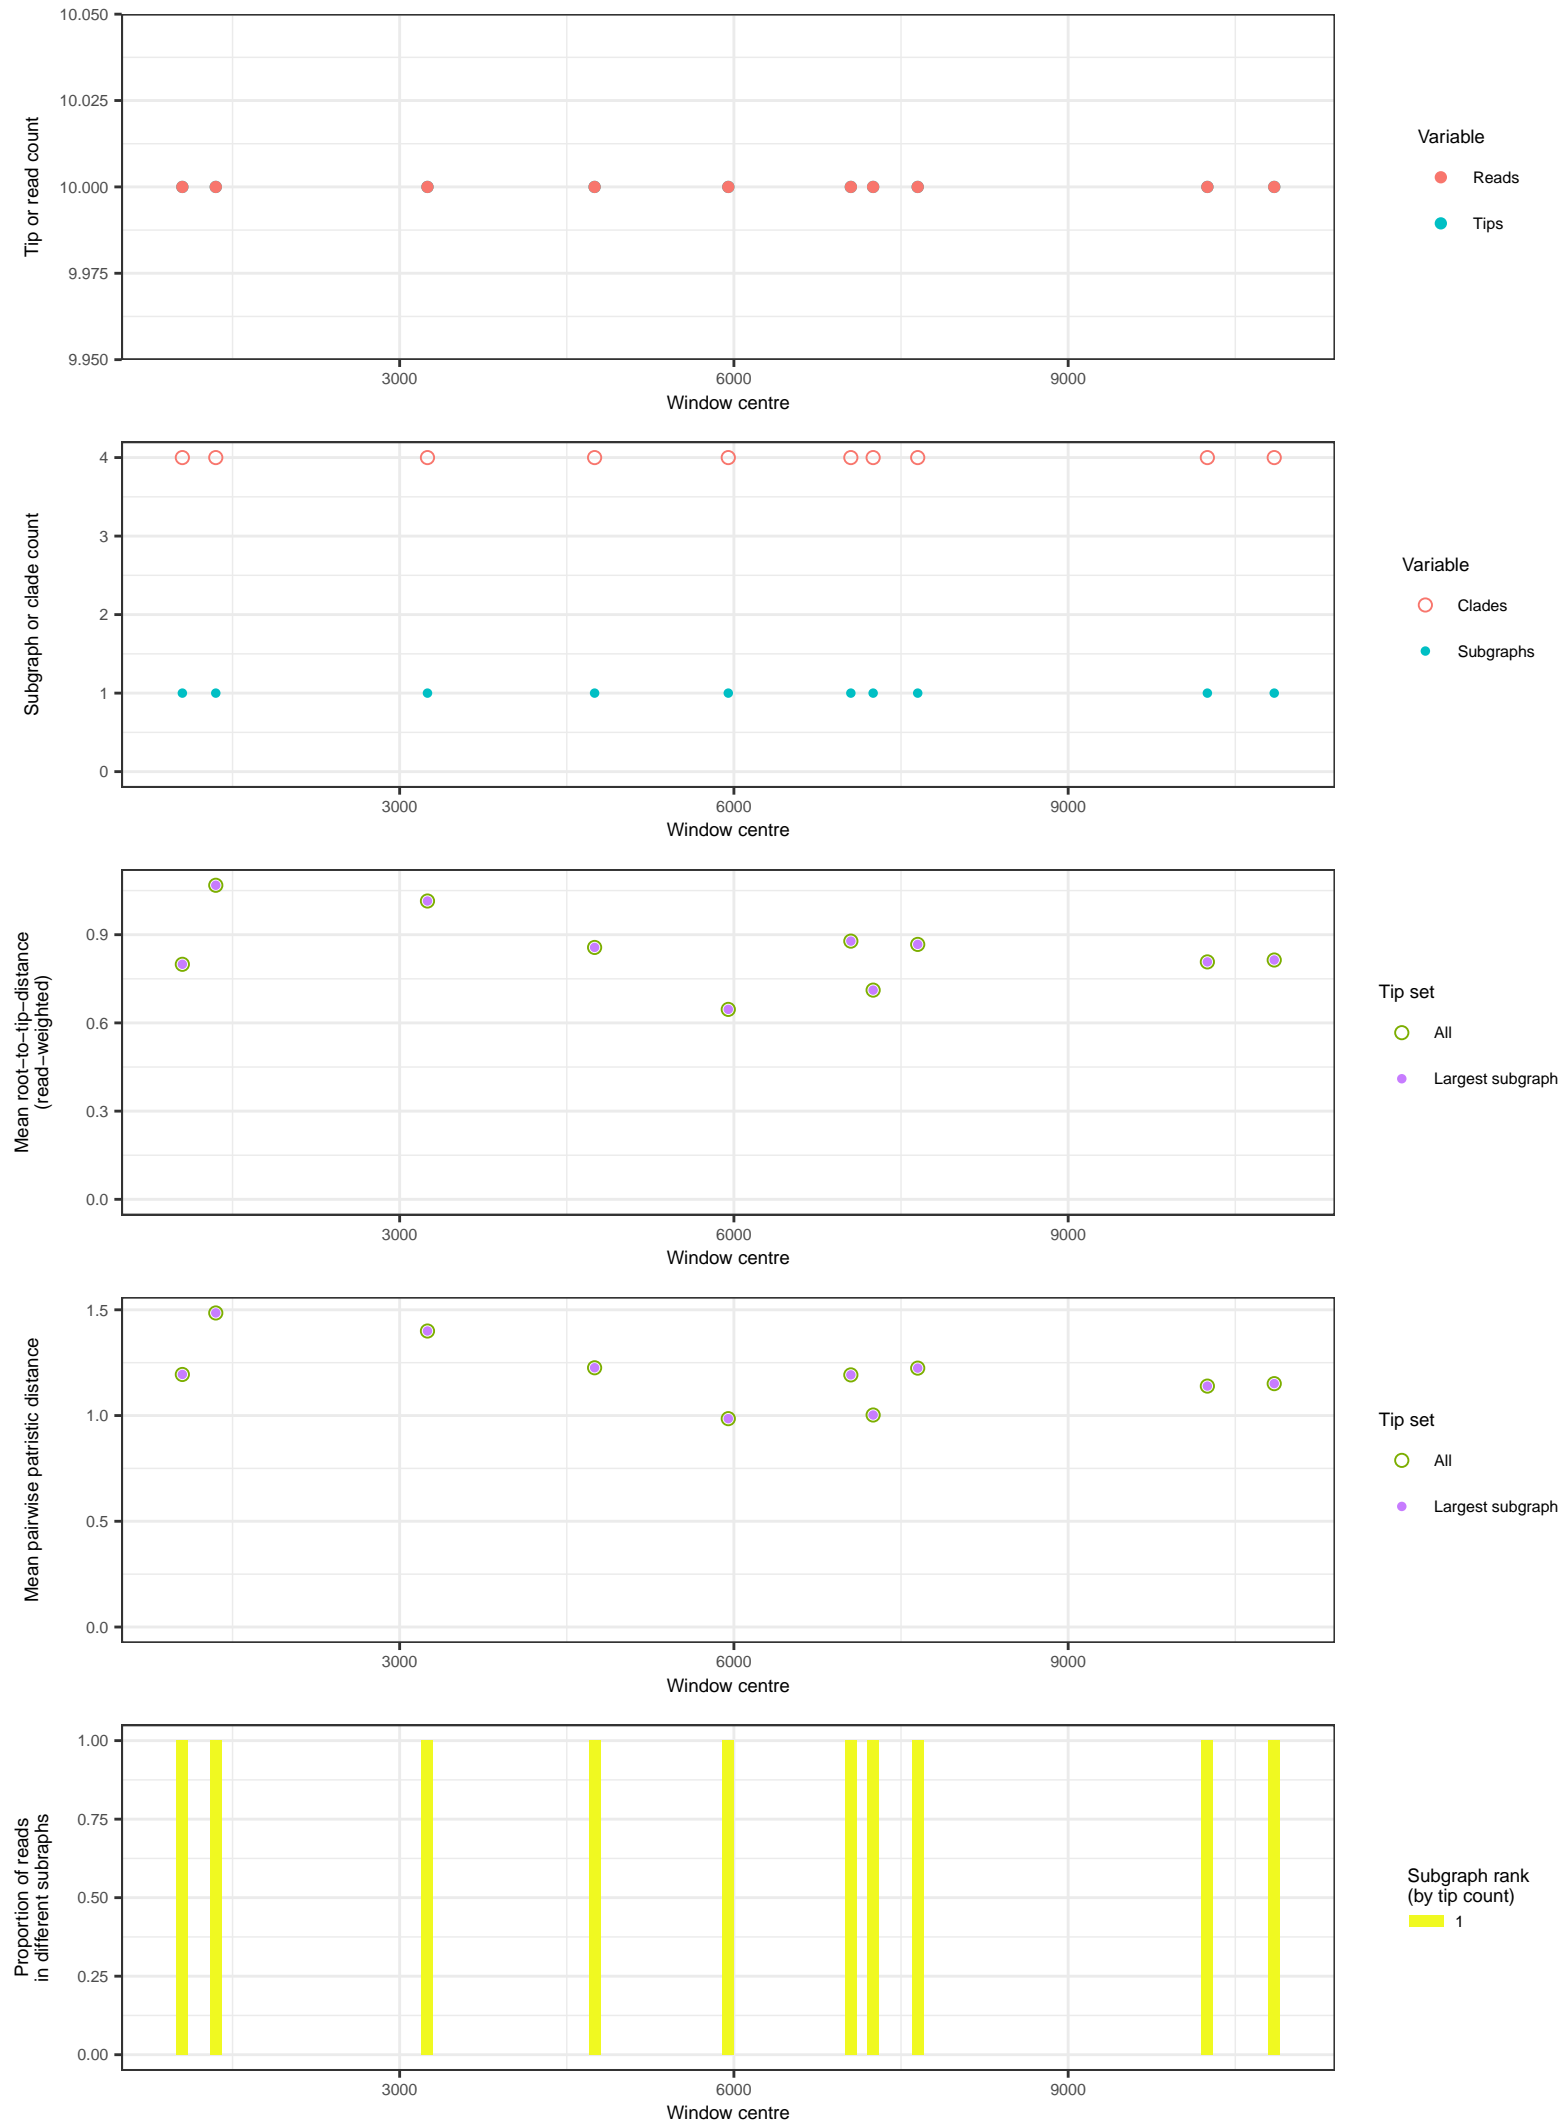 10.050
10.025
10.000
9.975
9.950
Tip or read count
3000
6000
9000
Window centre
Variable
Reads
Tips
4
3
2
1
0
Subgraph or clade count
3000
6000
9000
Window centre
Variable
Clades
Subgraphs
0.9
0.6
0.3
0.0
Mean root−to−tip−distance
(read−weighted)
3000
6000
9000
Window centre
Tip set
All
Largest subgraph
1.5
1.0
0.5
0.0
Mean pairwise patristic distance
3000
6000
9000
Window centre
Tip set
All
Largest subgraph
1.00
0.75
0.50
0.25
0.00
Proportion of reads
in different subraphs
3000
6000
9000
Window centre
Subgraph rank
(by tip count)
1